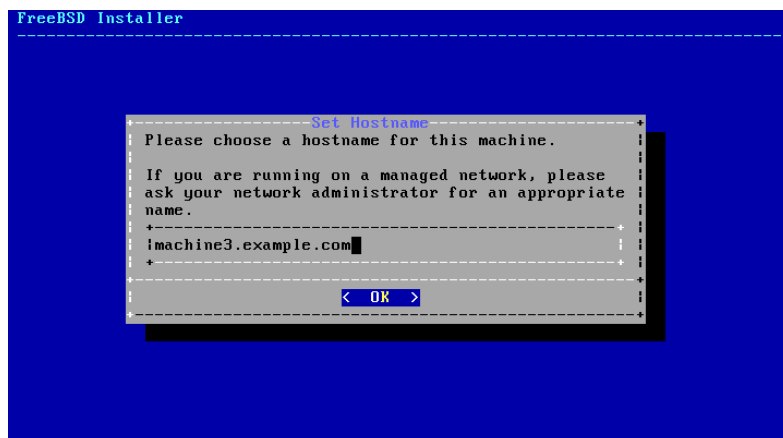 FreeBSD Installer
Set Hostname
Please choose a hostname for this machine.
If you are running on a managed network, please
ask your network administrator for an appropriate
name.
machine3.example.com
< OK >